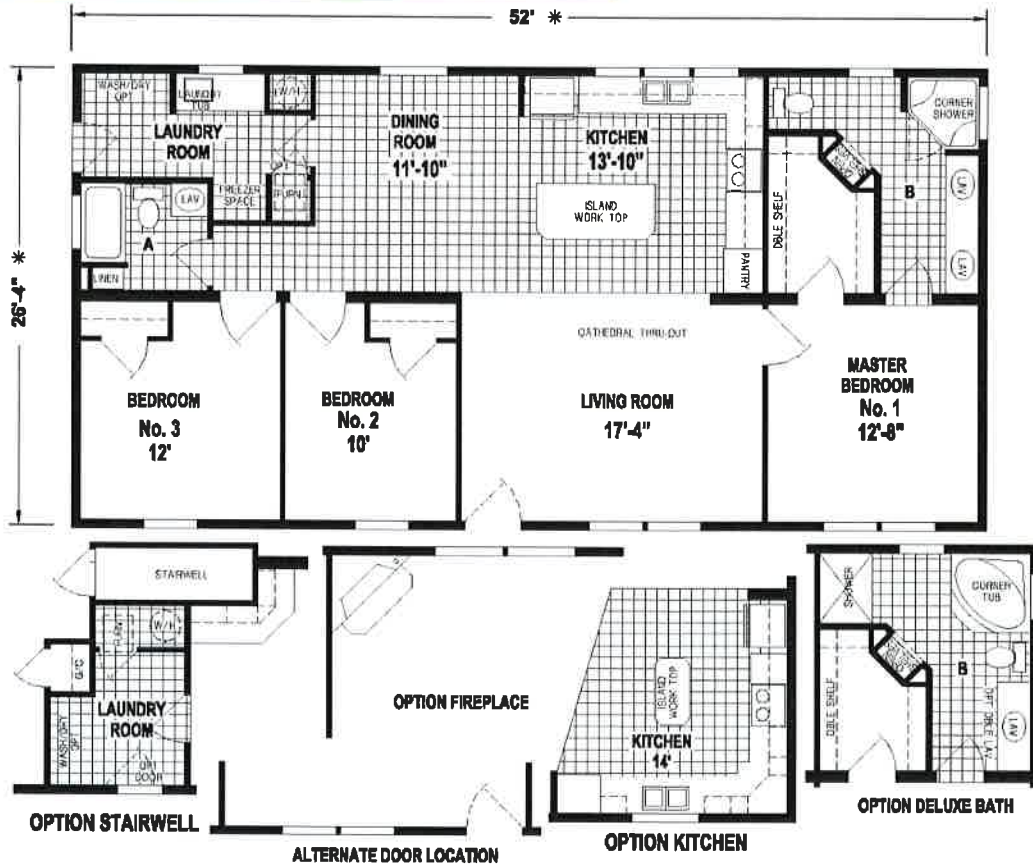 52' *
26'-4" *
WASH/DRY
OPT
LAUNDRY
TUB
W/H
LAUNDRY
ROOM
OPT
FURN
FREEZER
SPACE
LAV
A
LINEN
DINING
ROOM
11'-10"
KITCHEN
13'-10"
ISLAND
WORK TOP
PANTRY
DBLE SHELF
CORNER
SHOWER
B
LAV
LAV
BEDROOM
No. 3
12'
BEDROOM
No. 2
10'
CATHEDRAL THRU-OUT
LIVING ROOM
17'-4"
MASTER
BEDROOM
No. 1
12'-8"
STAIRWELL
FURN
W/H
LAUNDRY
ROOM
WASH/DRY
OPT
OPT
DOOR
OPTION STAIRWELL
OPTION FIREPLACE
ALTERNATE DOOR LOCATION
ISLAND
WORK TOP
KITCHEN
14'
OPTION KITCHEN
SHOWER
CORNER
TUB
DBLE SHELF
B
OPT DBLE LAV
LAV
OPTION DELUXE BATH